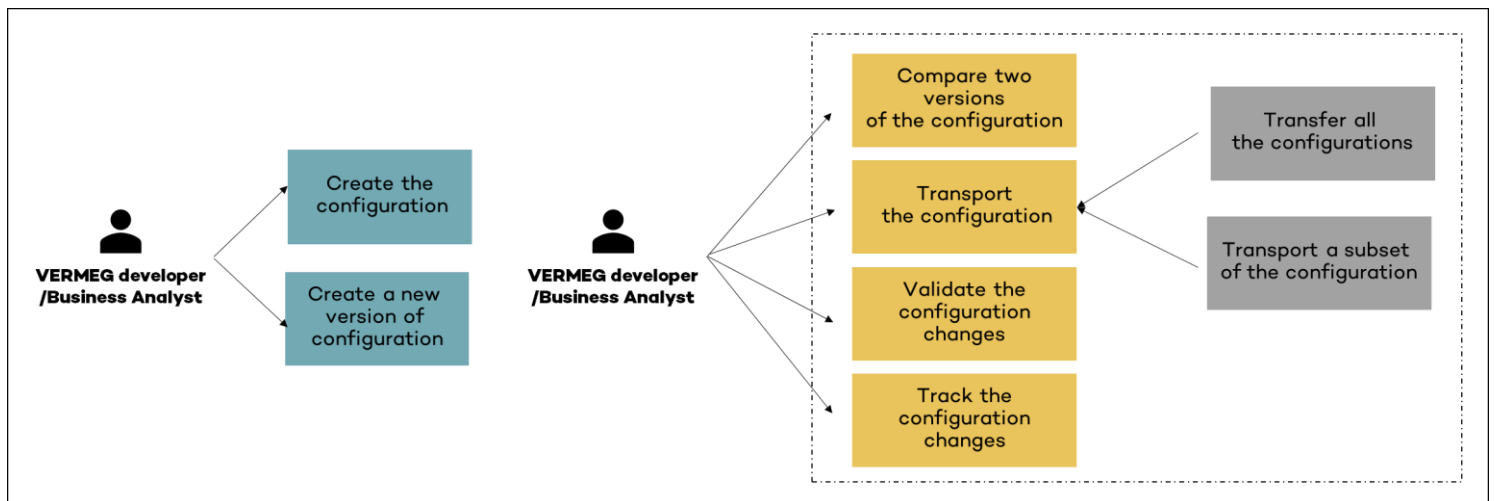 VERMEG developer
/Business Analyst
Create the
configuration
Create a new
version of
configuration
VERMEG developer
/Business Analyst
Compare two
versions
of the configuration
Transport
the configuration
Validate the
configuration
changes
Track the
configuration
changes
Transfer all
the configurations
Transport a subset
of the configuration